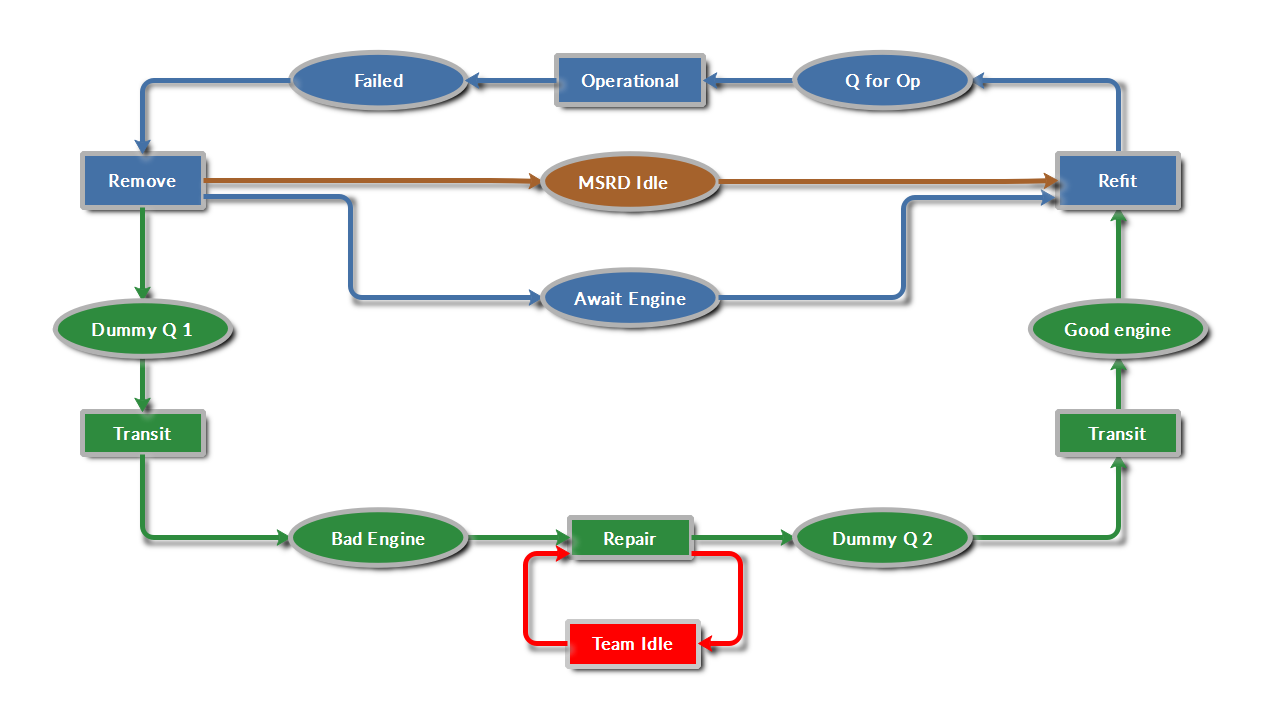 Failed
Operational
Q for Op
Remove
MSRD Idle
Refit
Await Engine
Dummy Q 1
Good engine
Transit
Transit
Bad Engine
Repair
Dummy Q 2
Team Idle